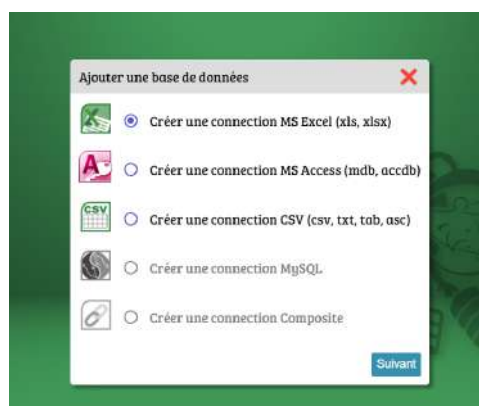 Ajouter une base de données
Créer une connection MS Excel (xls, xlsx)
Créer une connection MS Access (mdb, accdb)
CSV
Créer une connection CSV (csv, txt, tab, asc)
Créer une connection MySQL
Créer une connection Composite
Suivant